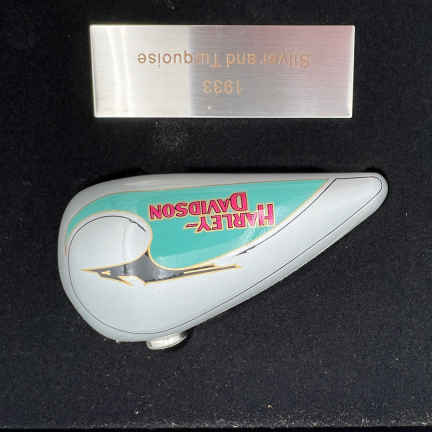 1933
Silver and Turquoise
HARLEY-
DAVIDSON